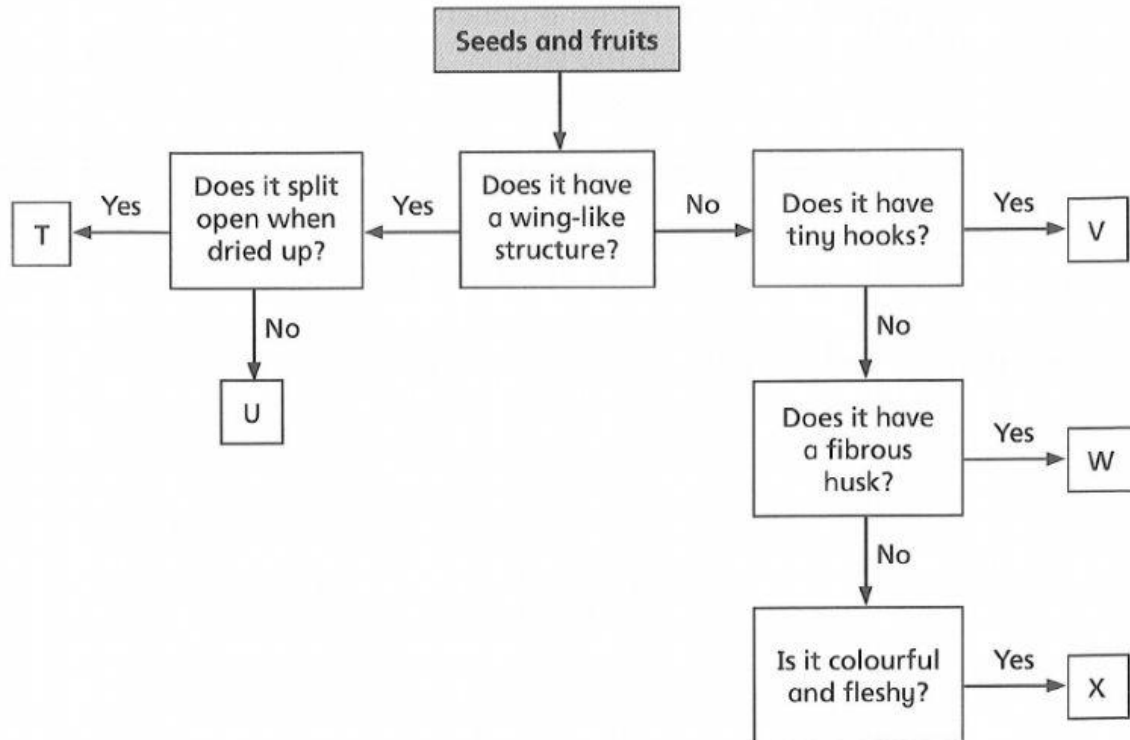 Seeds and fruits
Does it split
open when
dried up?
Yes
T
No
U
Yes
Does it have
a wing-like
structure?
No
Does it have
tiny hooks?
Yes
V
No
Does it have
a fibrous
husk?
Yes
W
No
Is it colourful
and fleshy?
Yes
X